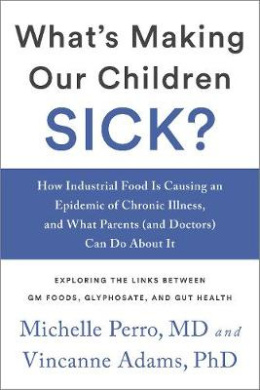 What's Making
Our Children
SICK?
How Industrial Food Is Causing an
Epidemic of Chronic Illness,
and What Parents (and Doctors)
Can Do About It
EXPLORING THE LINKS BETWEEN
GM FOODS, GLYPHOSATE, AND GUT HEALTH
Michelle Perro, MD and
Vincanne Adams, PhD